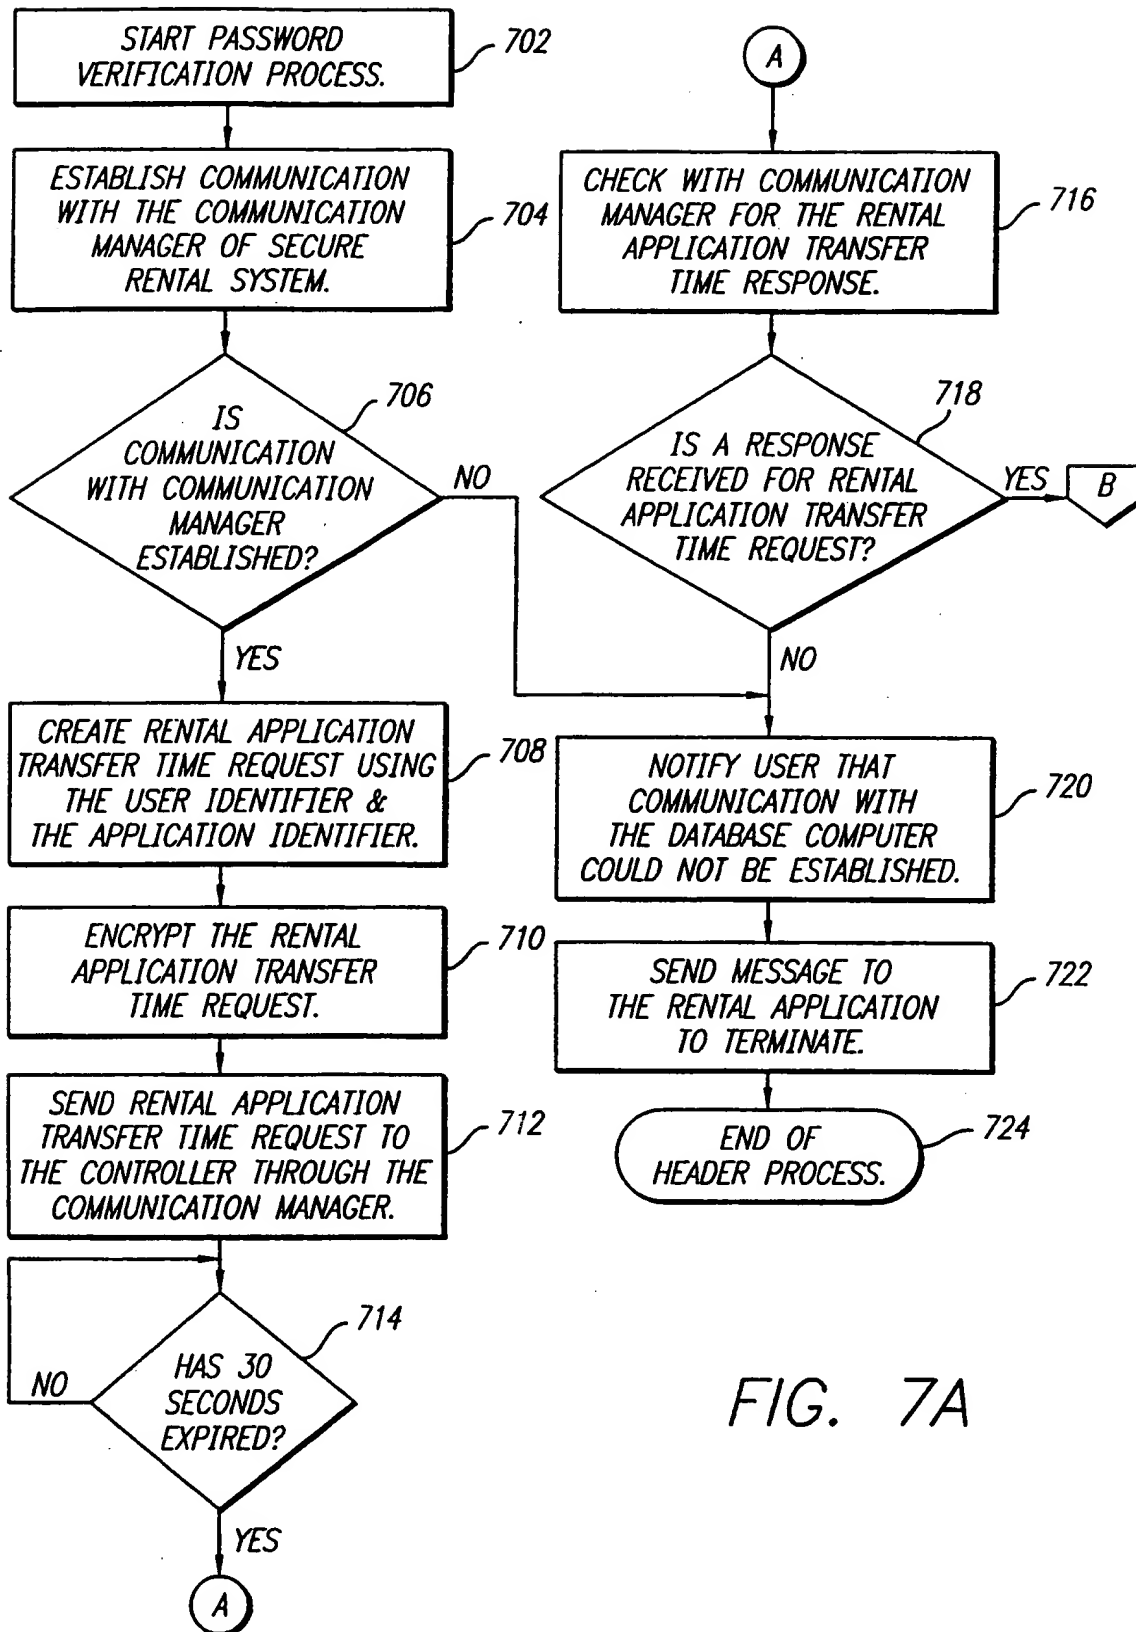 START PASSWORD
VERIFICATION PROCESS.
702
ESTABLISH COMMUNICATION
WITH THE COMMUNICATION
MANAGER OF SECURE
RENTAL SYSTEM.
704
IS
COMMUNICATION
WITH COMMUNICATION
MANAGER
ESTABLISHED?
706
NO
YES
CREATE RENTAL APPLICATION
TRANSFER TIME REQUEST USING
THE USER IDENTIFIER &
THE APPLICATION IDENTIFIER.
708
ENCRYPT THE RENTAL
APPLICATION TRANSFER
TIME REQUEST.
710
SEND RENTAL APPLICATION
TRANSFER TIME REQUEST TO
THE CONTROLLER THROUGH THE
COMMUNICATION MANAGER.
712
HAS 30
SECONDS
EXPIRED?
714
NO
YES
A
A
CHECK WITH COMMUNICATION
MANAGER FOR THE RENTAL
APPLICATION TRANSFER
TIME RESPONSE.
716
IS A RESPONSE
RECEIVED FOR RENTAL
APPLICATION TRANSFER
TIME REQUEST?
718
YES
B
NO
NOTIFY USER THAT
COMMUNICATION WITH
THE DATABASE COMPUTER
COULD NOT BE ESTABLISHED.
720
SEND MESSAGE TO
THE RENTAL APPLICATION
TO TERMINATE.
722
END OF
HEADER PROCESS.
724
FIG. 7A